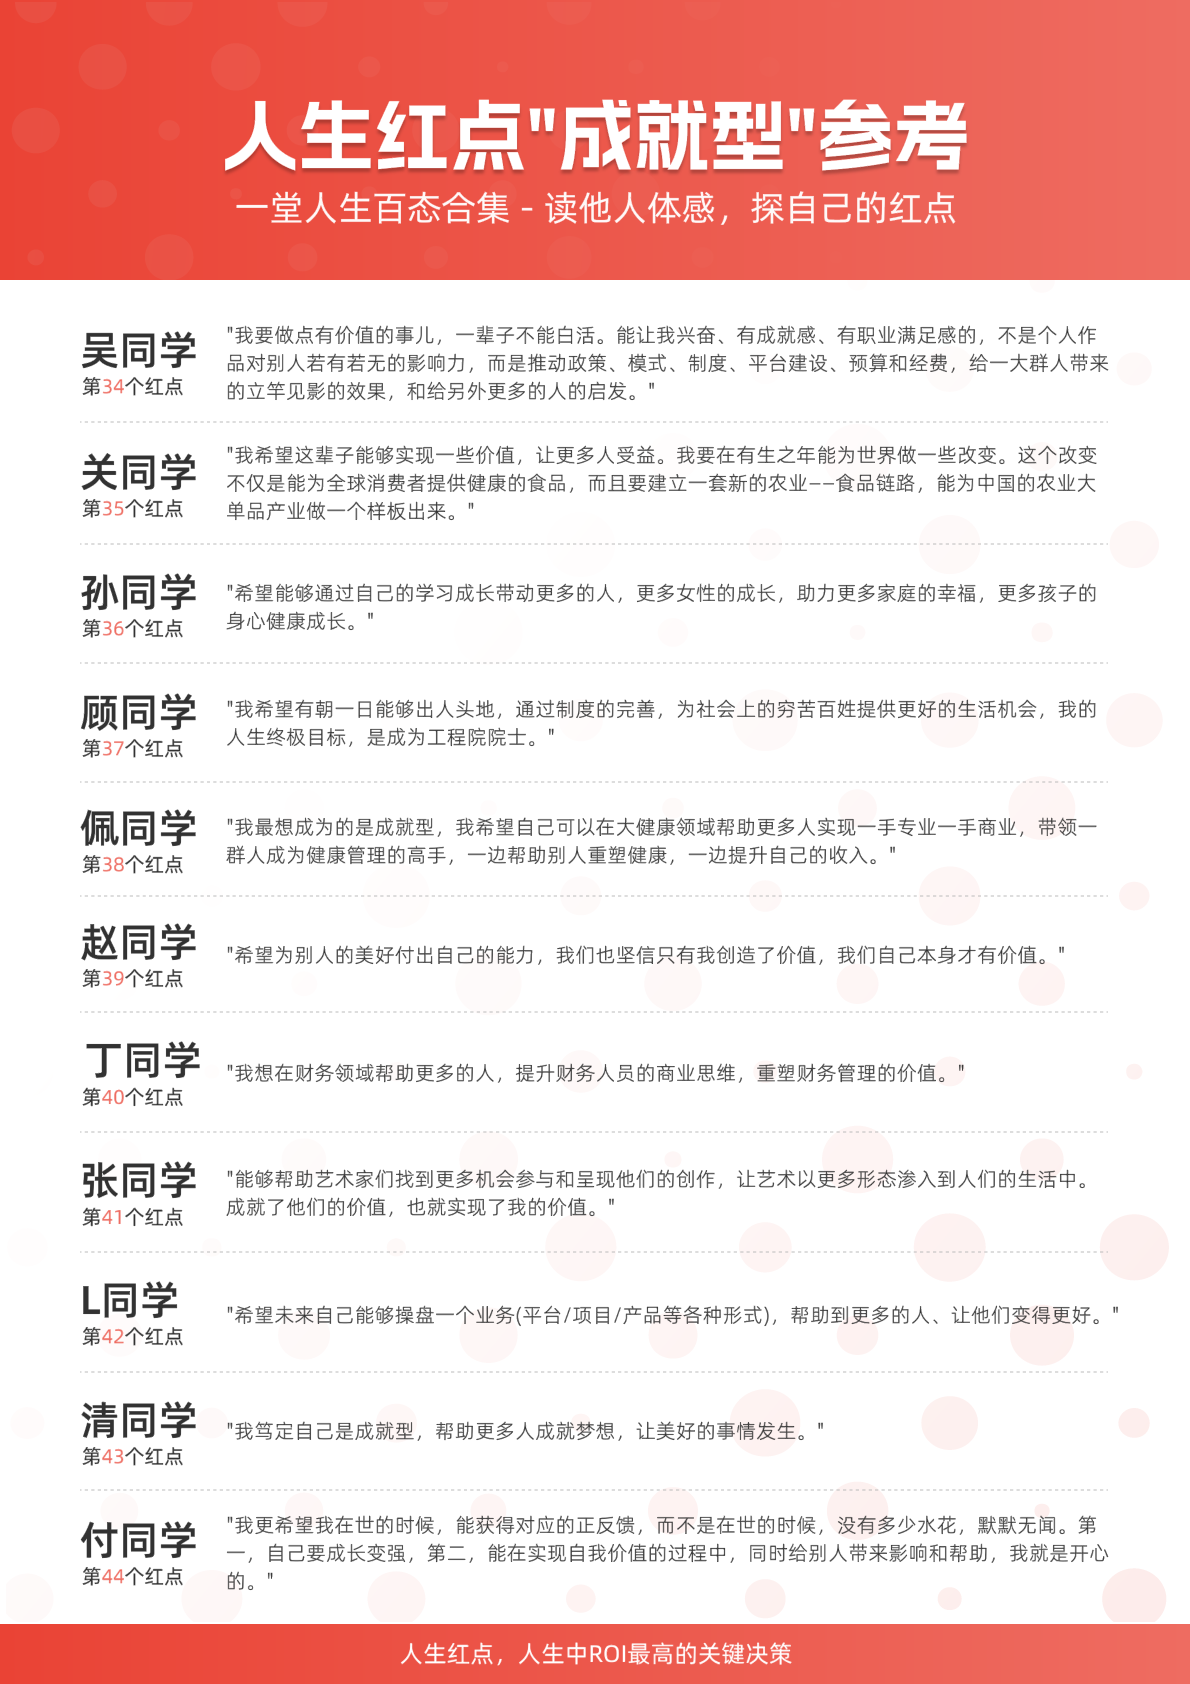 人生红点"成就型"参考
一堂人生百态合集 - 读他人体感，探自己的红点
吴同学
第34个红点
"我要做点有价值的事儿，一辈子不能白活。能让我兴奋、有成就感、有职业满足感的，不是个人作
品对别人若有若无的影响力，而是推动政策、模式、制度、平台建设、预算和经费，给一大群人带来
的立竿见影的效果，和给另外更多的人的启发。"
关同学
第35个红点
"我希望这辈子能够实现一些价值，让更多人受益。我要在有生之年能为世界做一些改变。这个改变
不仅是能为全球消费者提供健康的食品，而且要建立一套新的农业——食品链路，能为中国的农业大
单品产业做一个样板出来。"
孙同学
第36个红点
"希望能够通过自己的学习成长带动更多的人，更多女性的成长，助力更多家庭的幸福，更多孩子的
身心健康成长。"
顾同学
第37个红点
"我希望有朝一日能够出人头地，通过制度的完善，为社会上的穷苦百姓提供更好的生活机会，我的
人生终极目标，是成为工程院院士。"
佩同学
第38个红点
"我最想成为的是成就型，我希望自己可以在大健康领域帮助更多人实现一手专业一手商业，带领一
群人成为健康管理的高手，一边帮助别人重塑健康，一边提升自己的收入。"
赵同学
第39个红点
"希望为别人的美好付出自己的能力，我们也坚信只有我创造了价值，我们自己本身才有价值。"
丁同学
第40个红点
"我想在财务领域帮助更多的人，提升财务人员的商业思维，重塑财务管理的价值。"
张同学
第41个红点
"能够帮助艺术家们找到更多机会参与和呈现他们的创作，让艺术以更多形态渗入到人们的生活中。
成就了他们的价值，也就实现了我的价值。"
L同学
第42个红点
"希望未来自己能够操盘一个业务(平台/项目/产品等各种形式)，帮助到更多的人、让他们变得更好。"
清同学
第43个红点
"我笃定自己是成就型，帮助更多人成就梦想，让美好的事情发生。"
付同学
第44个红点
"我更希望我在世的时候，能获得对应的正反馈，而不是在世的时候，没有多少水花，默默无闻。第
一，自己要成长变强，第二，能在实现自我价值的过程中，同时给别人带来影响和帮助，我就是开心
的。"
人生红点，人生中ROI最高的关键决策